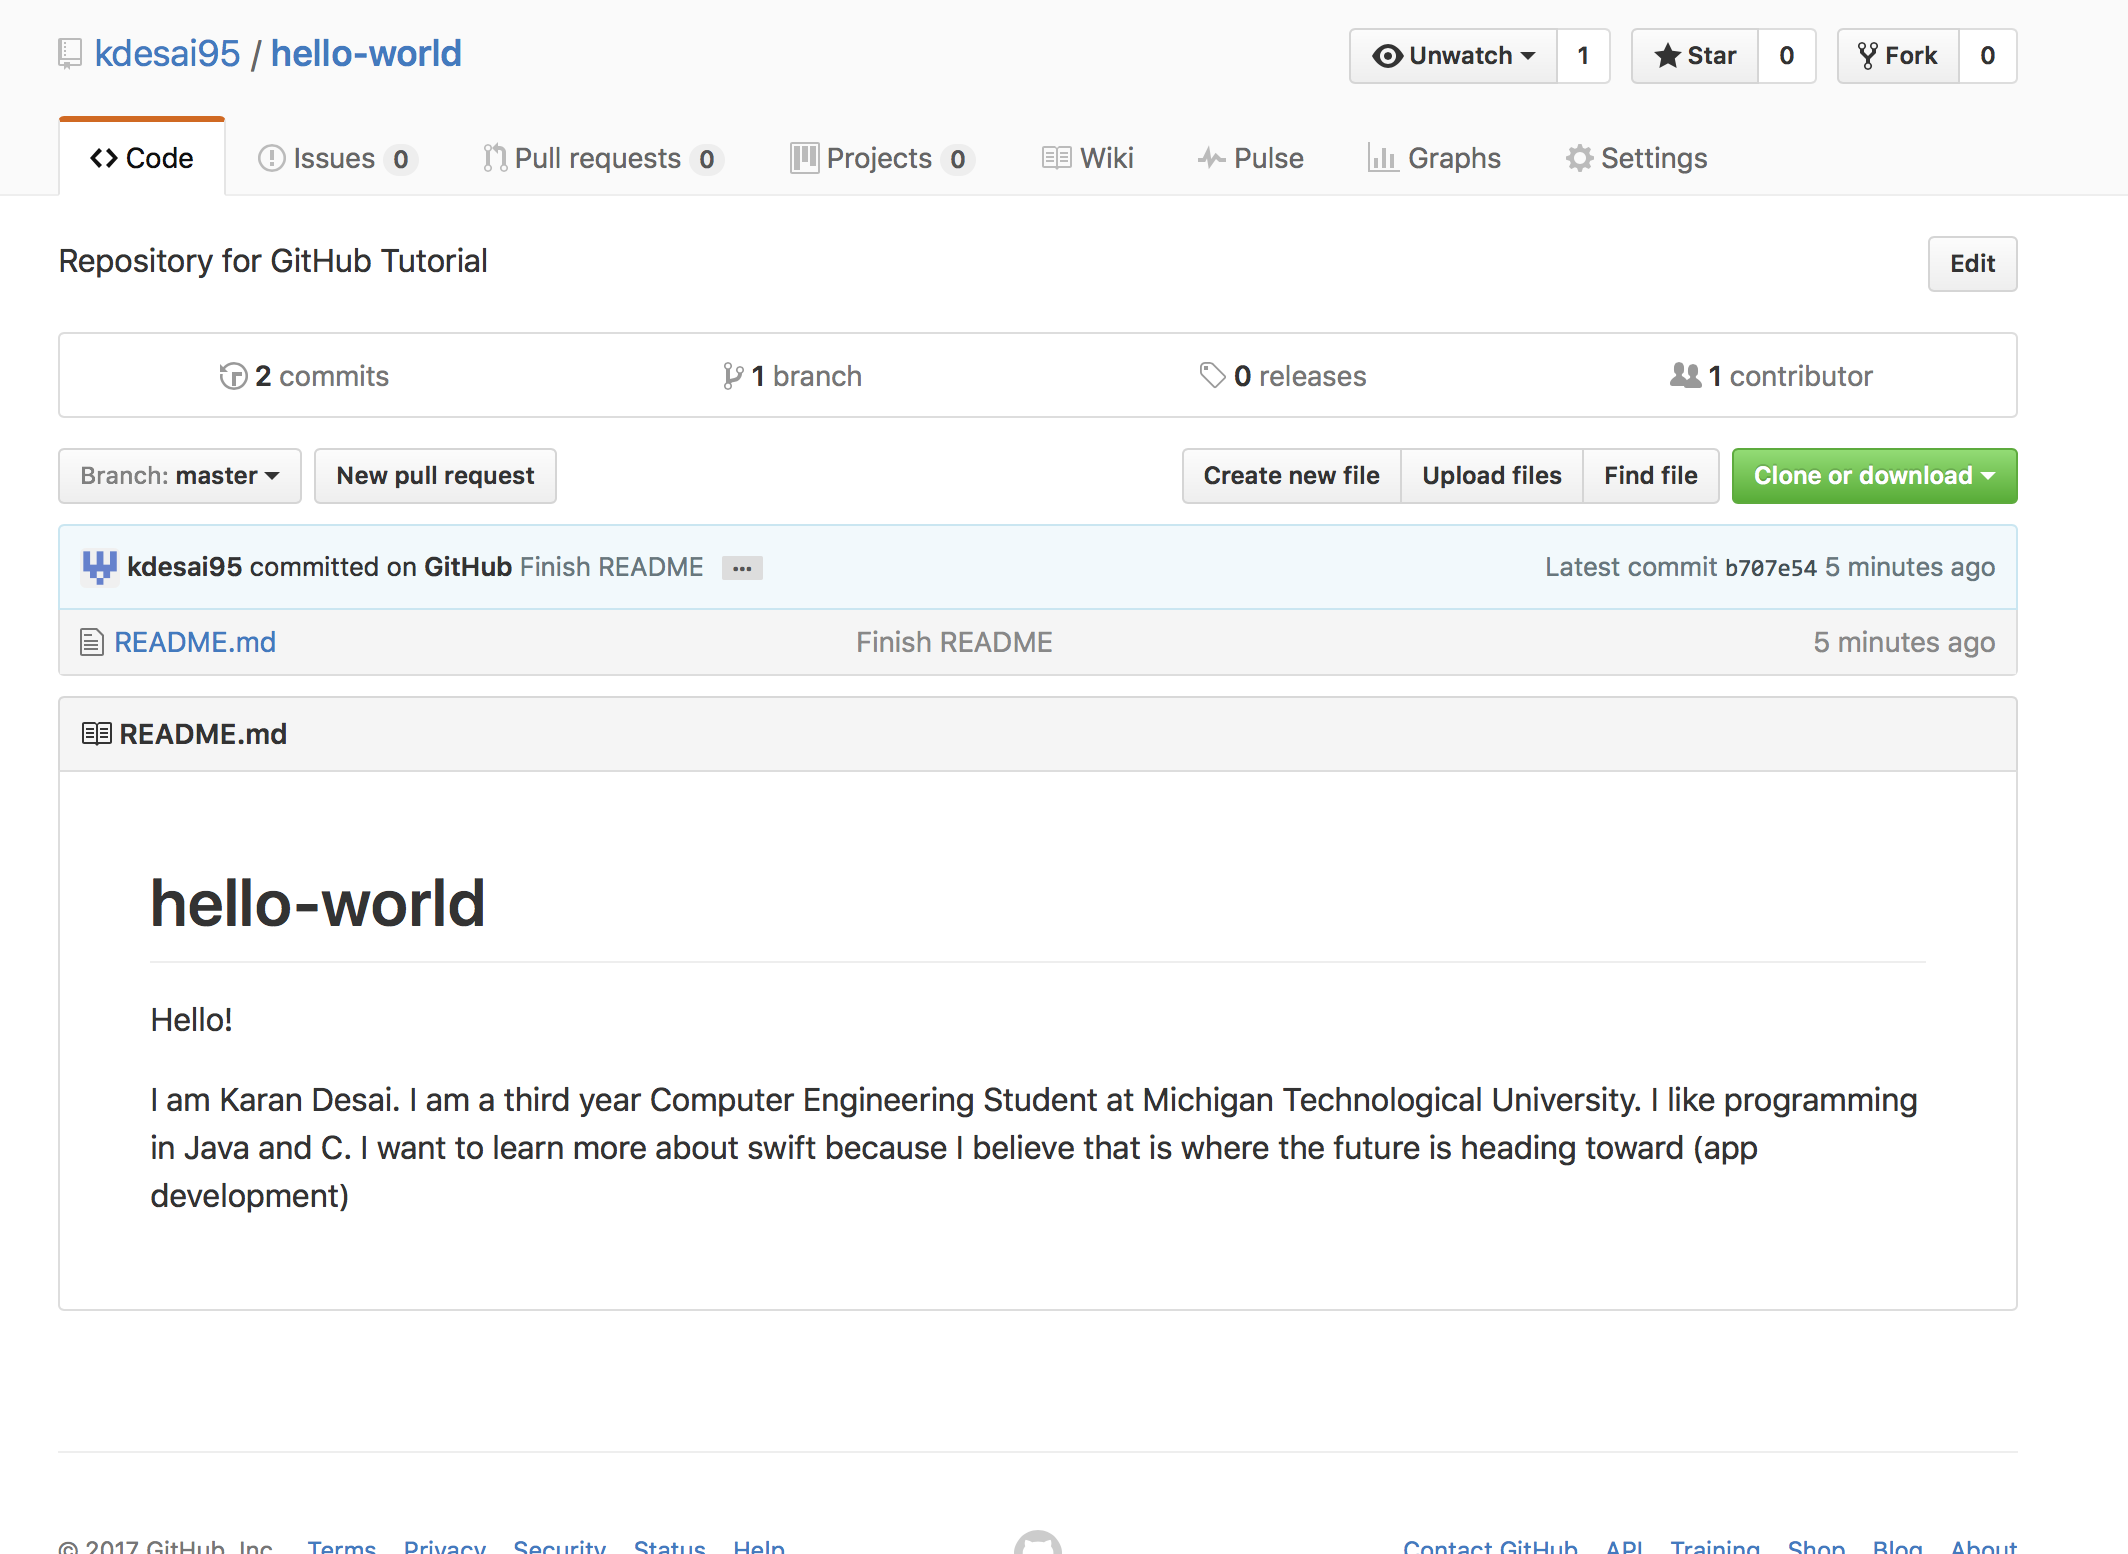 kdesai95 / hello-world Unwatch 1 Star 0 Fork 0
Code Issues 0 Pull requests 0 Projects 0 Wiki Pulse Graphs Settings
Repository for GitHub Tutorial Edit
2 commits 1 branch 0 releases 1 contributor
Branch: master New pull request Create new file Upload files Find file Clone or download
kdesai95 committed on GitHub Finish README ... Latest commit b707e54 5 minutes ago
README.md Finish README 5 minutes ago
README.md
hello-world
Hello!
I am Karan Desai. I am a third year Computer Engineering Student at Michigan Technological University. I like programming
in Java and C. I want to learn more about swift because I believe that is where the future is heading toward (app
development)
© 2017 GitHub, Inc. Terms Privacy Security Status Help Contact GitHub API Training Shop Blog About